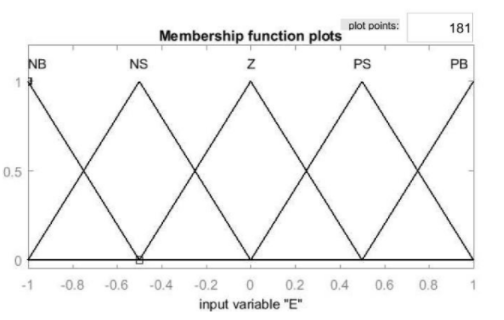 plot points: 181
Membership function plots
NB NS Z PS PB
1
0.5
0
-1 -0.8 -0.6 -0.4 -0.2 0 0.2 0.4 0.6 0.8 1
input variable "E"